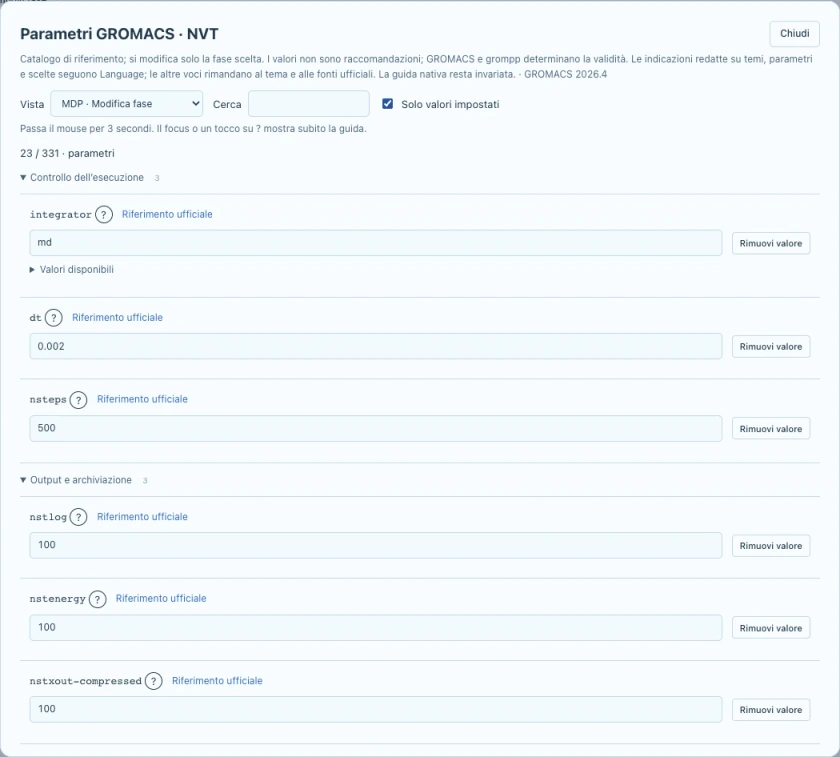 Parametri GROMACS · NVT
Chiudi
Catalogo di riferimento; si modifica solo la fase scelta. I valori non sono raccomandazioni; GROMACS e grompp determinano la validità. Le indicazioni redatte su temi, parametri
e scelte seguono Language; le altre voci rimandano al tema e alle fonti ufficiali. La guida nativa resta invariata. · GROMACS 2026.4
Vista MDP · Modifica fase Cerca Solo valori impostati
Passa il mouse per 3 secondi. Il focus o un tocco su ? mostra subito la guida.
23 / 331 · parametri
▼ Controllo dell'esecuzione 3
integrator ? Riferimento ufficiale
md Rimuovi valore
▶ Valori disponibili
dt ? Riferimento ufficiale
0.002 Rimuovi valore
nsteps ? Riferimento ufficiale
500 Rimuovi valore
▼ Output e archiviazione 3
nstlog ? Riferimento ufficiale
100 Rimuovi valore
nstenergy ? Riferimento ufficiale
100 Rimuovi valore
nstxout-compressed ? Riferimento ufficiale
100 Rimuovi valore